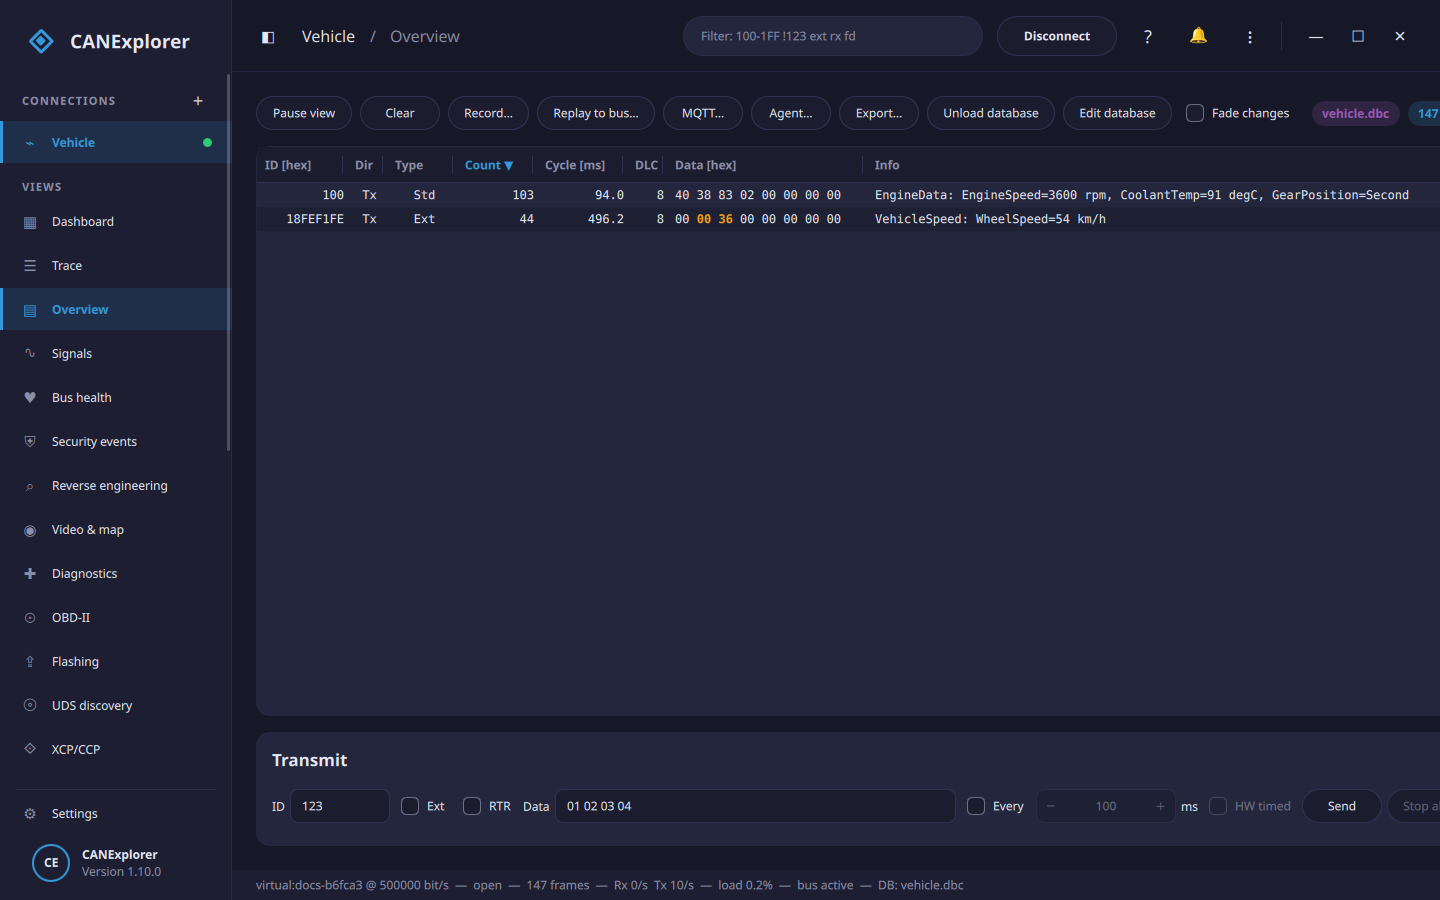 CANExplorer
Vehicle / Overview
Filter: 100-1FF !123 ext rx fd
Disconnect
?
CONNECTIONS +
Vehicle
VIEWS
Dashboard
Trace
Overview
Signals
Bus health
Security events
Reverse engineering
Video & map
Diagnostics
OBD-II
Flashing
UDS discovery
XCP/CCP
Settings
CE
CANExplorer
Version 1.10.0
Pause view Clear Record... Replay to bus... MQTT... Agent... Export... Unload database Edit database Fade changes vehicle.dbc 147
ID [hex] Dir Type Count ▼ Cycle [ms] DLC Data [hex] Info
100 Tx Std 103 94.0 8 40 38 83 02 00 00 00 00 EngineData: EngineSpeed=3600 rpm, CoolantTemp=91 degC, GearPosition=Second
18FEF1FE Tx Ext 44 496.2 8 00 00 36 00 00 00 00 00 VehicleSpeed: WheelSpeed=54 km/h
Transmit
ID 123 Ext RTR Data 01 02 03 04 Every − 100 + ms HW timed Send Stop a
virtual:docs-b6fca3 @ 500000 bit/s — open — 147 frames — Rx 0/s Tx 10/s — load 0.2% — bus active — DB: vehicle.dbc